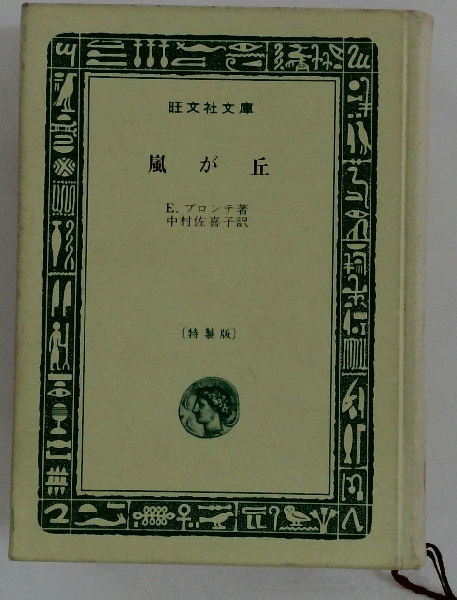 旺文社文庫
嵐が丘
E. ブロンテ著
中村佐喜子訳
〔特製版〕